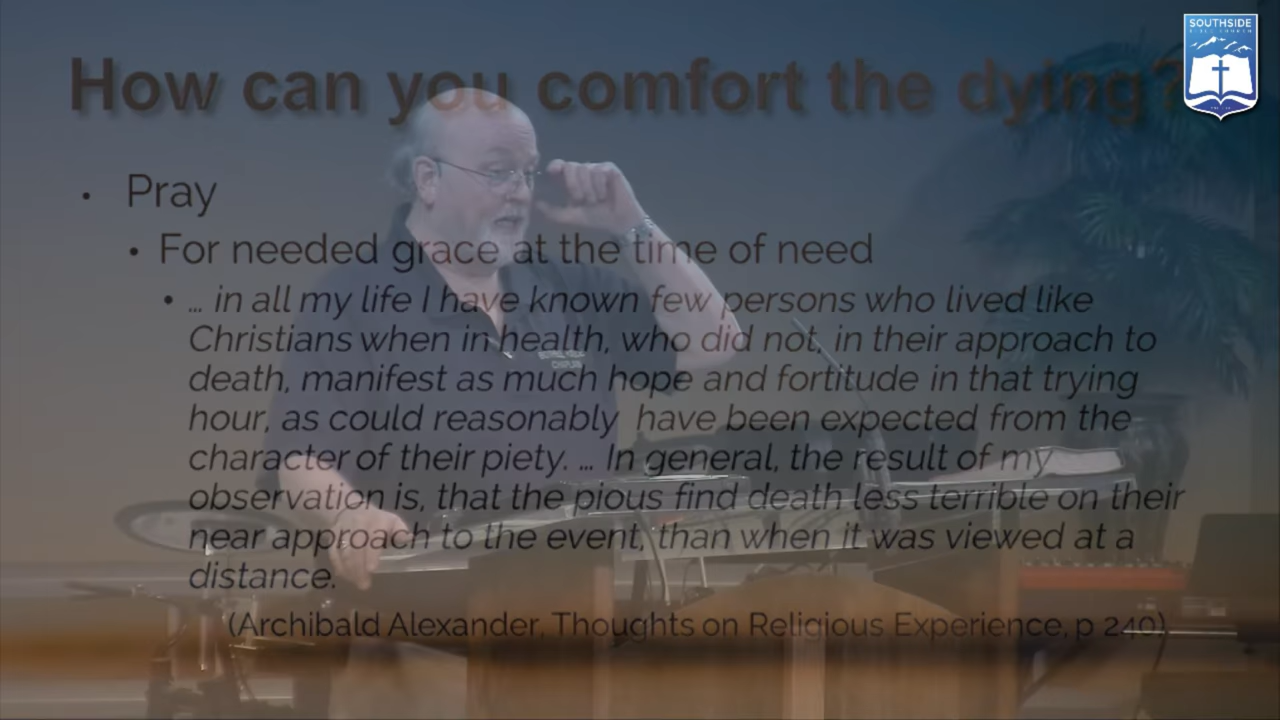 SOUTHSIDE
BIBLE CHURCH
How can you comfort the dying?
• Pray
• For needed grace at the time of need
• … in all my life I have known few persons who lived like
Christians when in health, who did not, in their approach to
death, manifest as much hope and fortitude in that trying
hour, as could reasonably have been expected from the
character of their piety. … In general, the result of my
observation is, that the pious find death less terrible on their
near approach to the event, than when it was viewed at a
distance.
(Archibald Alexander, Thoughts on Religious Experience, p 240)
CHAPLAIN